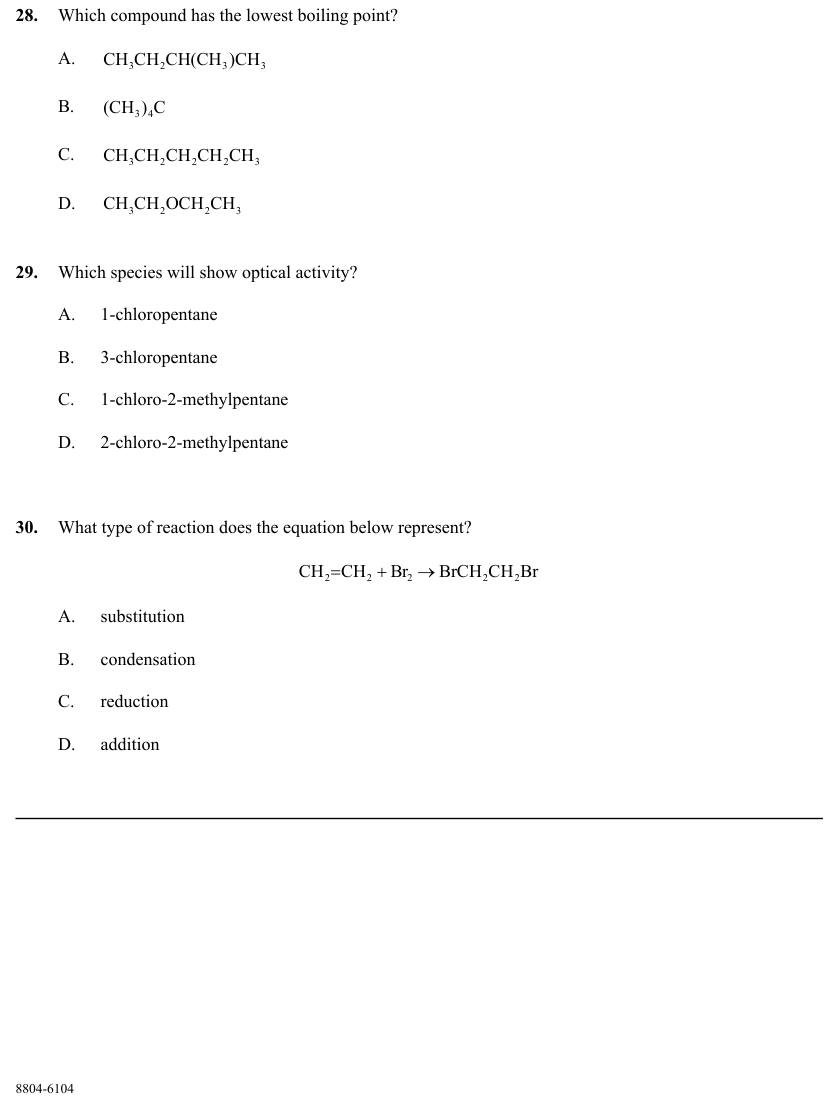 28. Which compound has the lowest boiling point?
A. CH₃CH₂CH(CH₃)CH₃
B. (CH₃)₄C
C. CH₃CH₂CH₂CH₂CH₃
D. CH₃CH₂OCH₂CH₃
29. Which species will show optical activity?
A. 1-chloropentane
B. 3-chloropentane
C. 1-chloro-2-methylpentane
D. 2-chloro-2-methylpentane
30. What type of reaction does the equation below represent?
CH₂=CH₂ + Br₂ → BrCH₂CH₂Br
A. substitution
B. condensation
C. reduction
D. addition
8804-6104